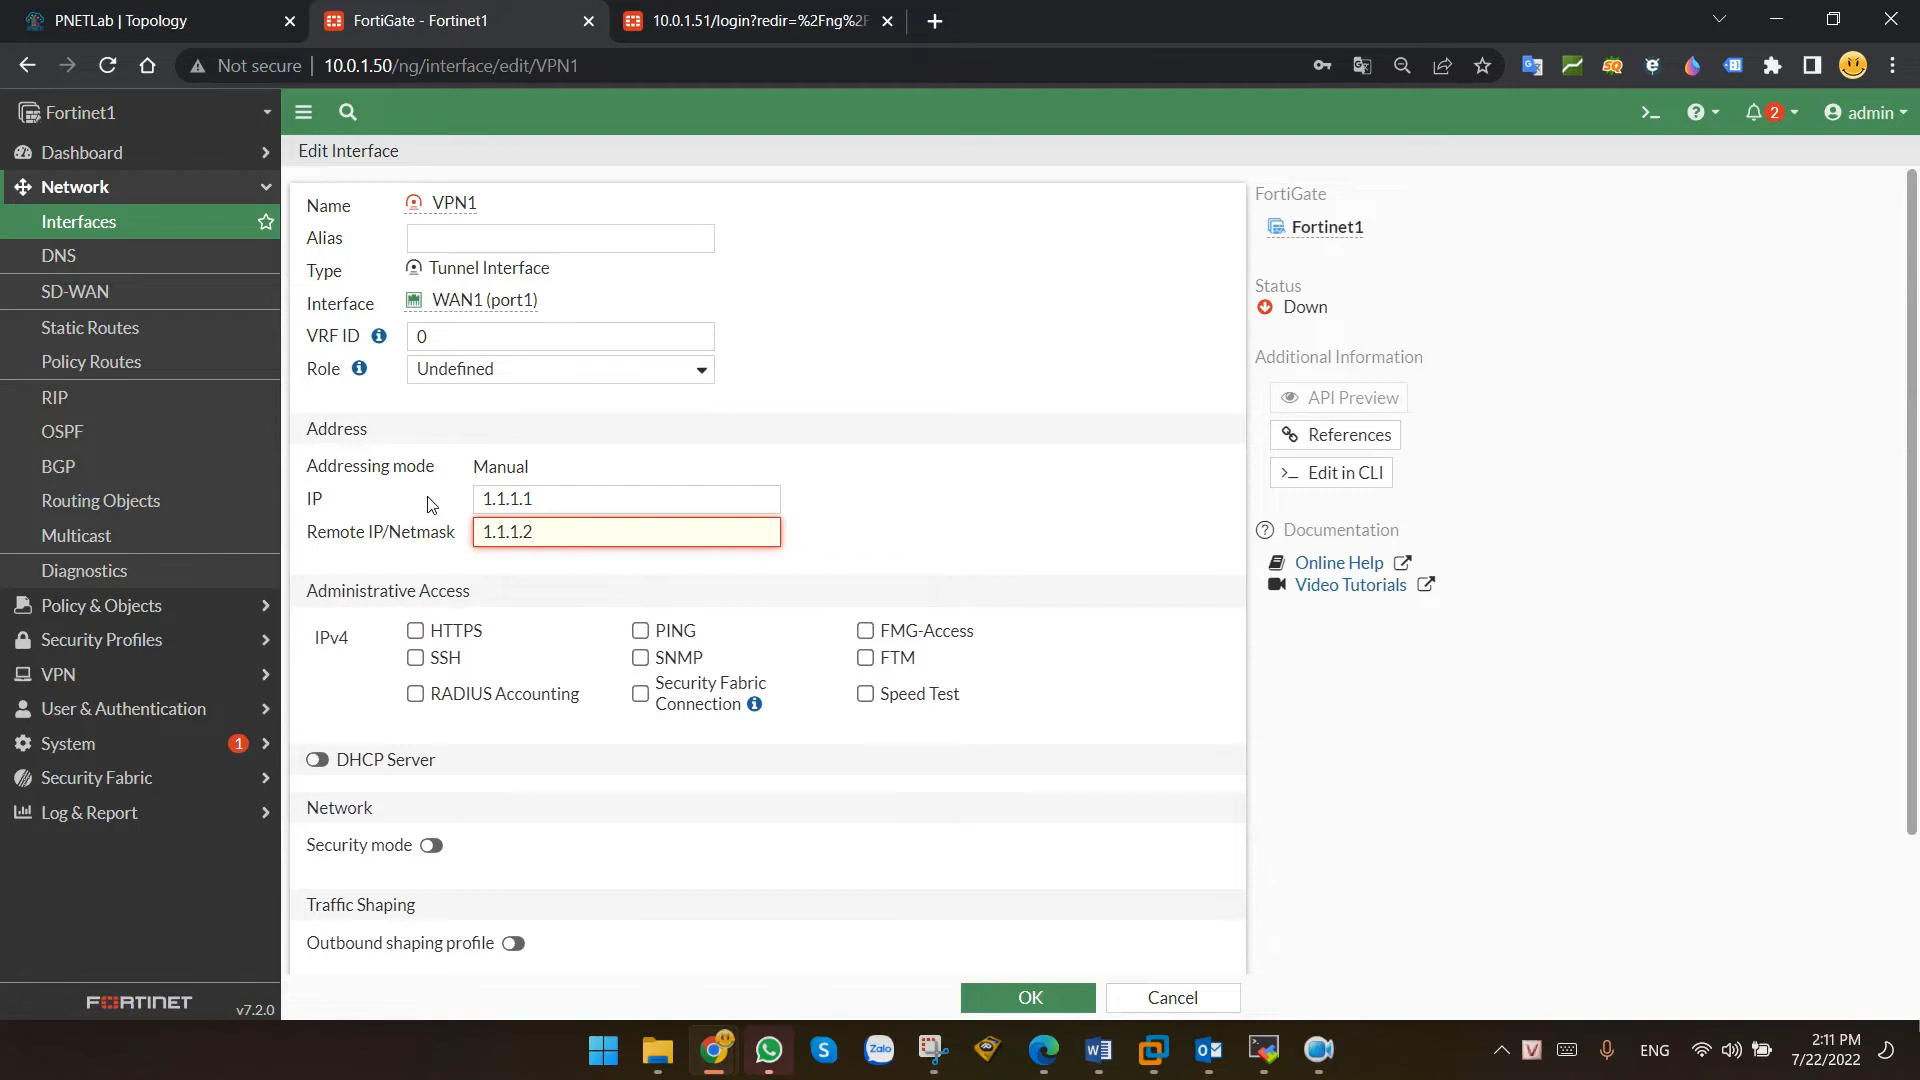 PNETLab | Topology
FortiGate - Fortinet1
10.0.1.51/login?redir=%2Fng%2F
Not secure
10.0.1.50/ng/interface/edit/VPN1
Fortinet1
2
admin
Dashboard
Network
Interfaces
DNS
SD-WAN
Static Routes
Policy Routes
RIP
OSPF
BGP
Routing Objects
Multicast
Diagnostics
Policy & Objects
Security Profiles
VPN
User & Authentication
System
1
Security Fabric
Log & Report
FORTINET
v7.2.0
Edit Interface
Name
VPN1
Alias
Type
Tunnel Interface
Interface
WAN1 (port1)
VRF ID
0
Role
Undefined
Address
Addressing mode
Manual
IP
1.1.1.1
Remote IP/Netmask
1.1.1.2
Administrative Access
IPv4
HTTPS
PING
FMG-Access
SSH
SNMP
FTM
RADIUS Accounting
Security Fabric
Connection
Speed Test
DHCP Server
Network
Security mode
Traffic Shaping
Outbound shaping profile
OK
Cancel
FortiGate
Fortinet1
Status
Down
Additional Information
API Preview
References
>_ Edit in CLI
Documentation
Online Help
Video Tutorials
Zalo
ENG
2:11 PM
7/22/2022